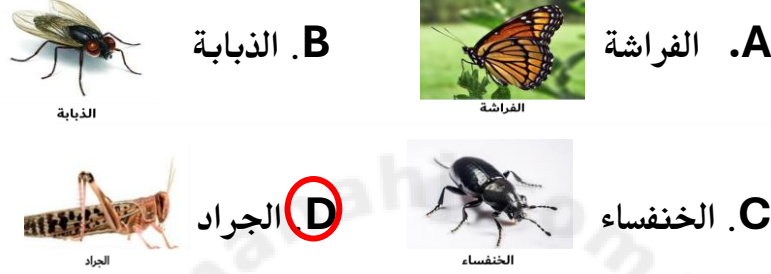 A. الفراشة
الفراشة
B. الذبابة
الذبابة
C. الخنفساء
الخنفساء
D. الجراد
الجراد